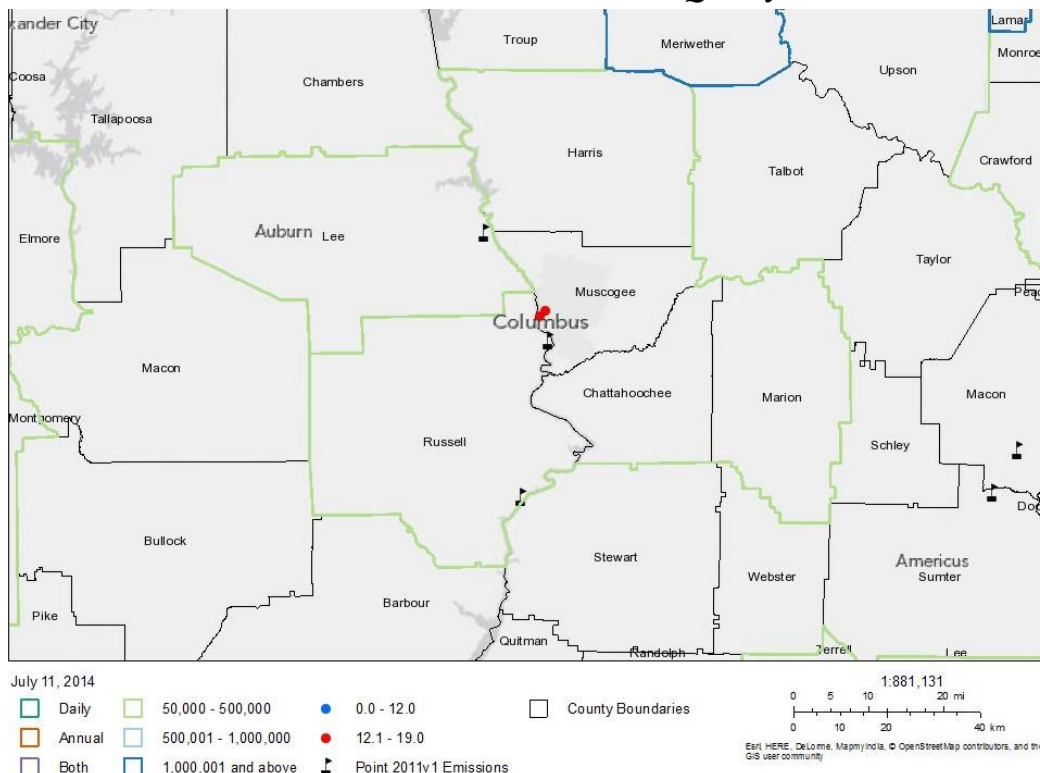 xander City
Troup
Meriwether
Lamar
Monroe
Coosa
Chambers
Upson
Tallapoosa
Harris
Talbot
Crawford
Elmore
Auburn Lee
Taylor
Muscogee
Columbus
Macon
Chattahoochee
Marion
Macon
Montgomery
Russell
Schley
Bullock
Stewart
Americus
Webster
Sumter
Barbour
Pike
Quitman
Randolph
Terrell
Lee
July 11, 2014
Daily 50,000 - 500,000 0.0 - 12.0 County Boundaries
Annual 500,001 - 1,000,000 12.1 - 19.0
Both 1,000,001 and above Point 2011v1 Emissions
1:881,131
0 5 10 20 mi
0 10 20 40 km
Esri, HERE, DeLorme, MapmyIndia, © OpenStreetMap contributors, and the
GIS user community